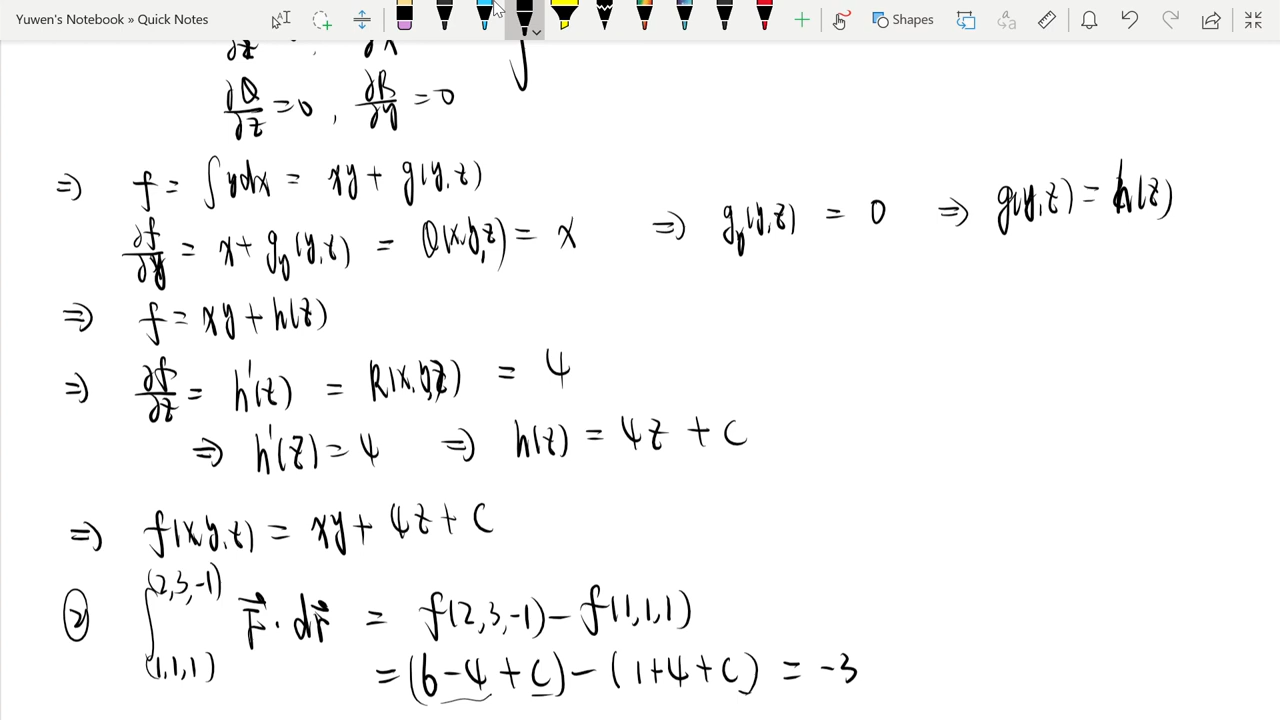 Yuwen's Notebook » Quick Notes
Shapes
∂Q/∂z = 0, ∂R/∂y = 0
⇒ f = ∫ydx = xy + g(y,z)
∂f/∂y = x + g_y(y,z) = Q(x,y,z) = x ⇒ g_y(y,z) = 0 ⇒ g(y,z) = h(z)
⇒ f = xy + h(z)
⇒ ∂f/∂z = h'(z) = R(x,y,z) = 4
⇒ h'(z) = 4 ⇒ h(z) = 4z + C
⇒ f(x,y,z) = xy + 4z + C
② ∫_(1,1,1)^(2,3,-1) F⃗ · dr⃗ = f(2,3,-1) - f(1,1,1)
= (6-4+C) - (1+4+C) = -3